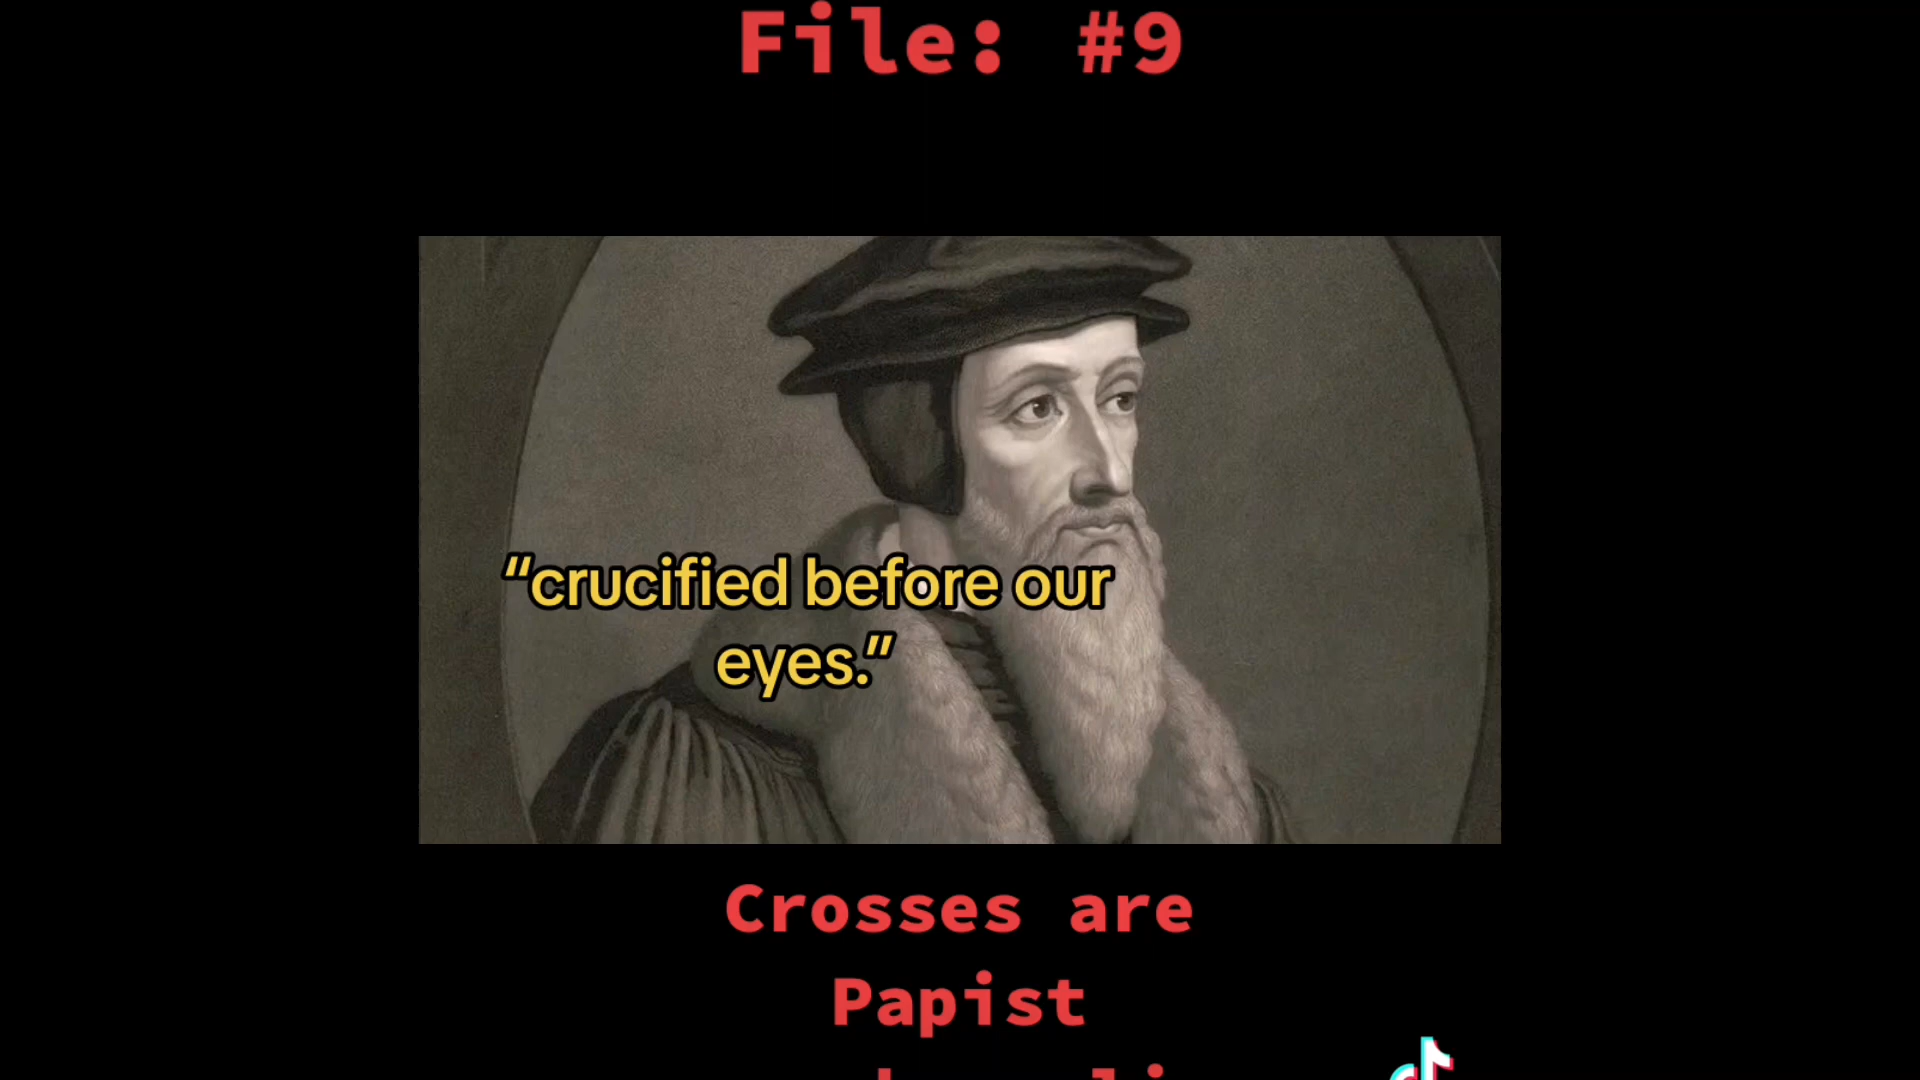 File: #9
“crucified before our
eyes.”
Crosses are
Papist